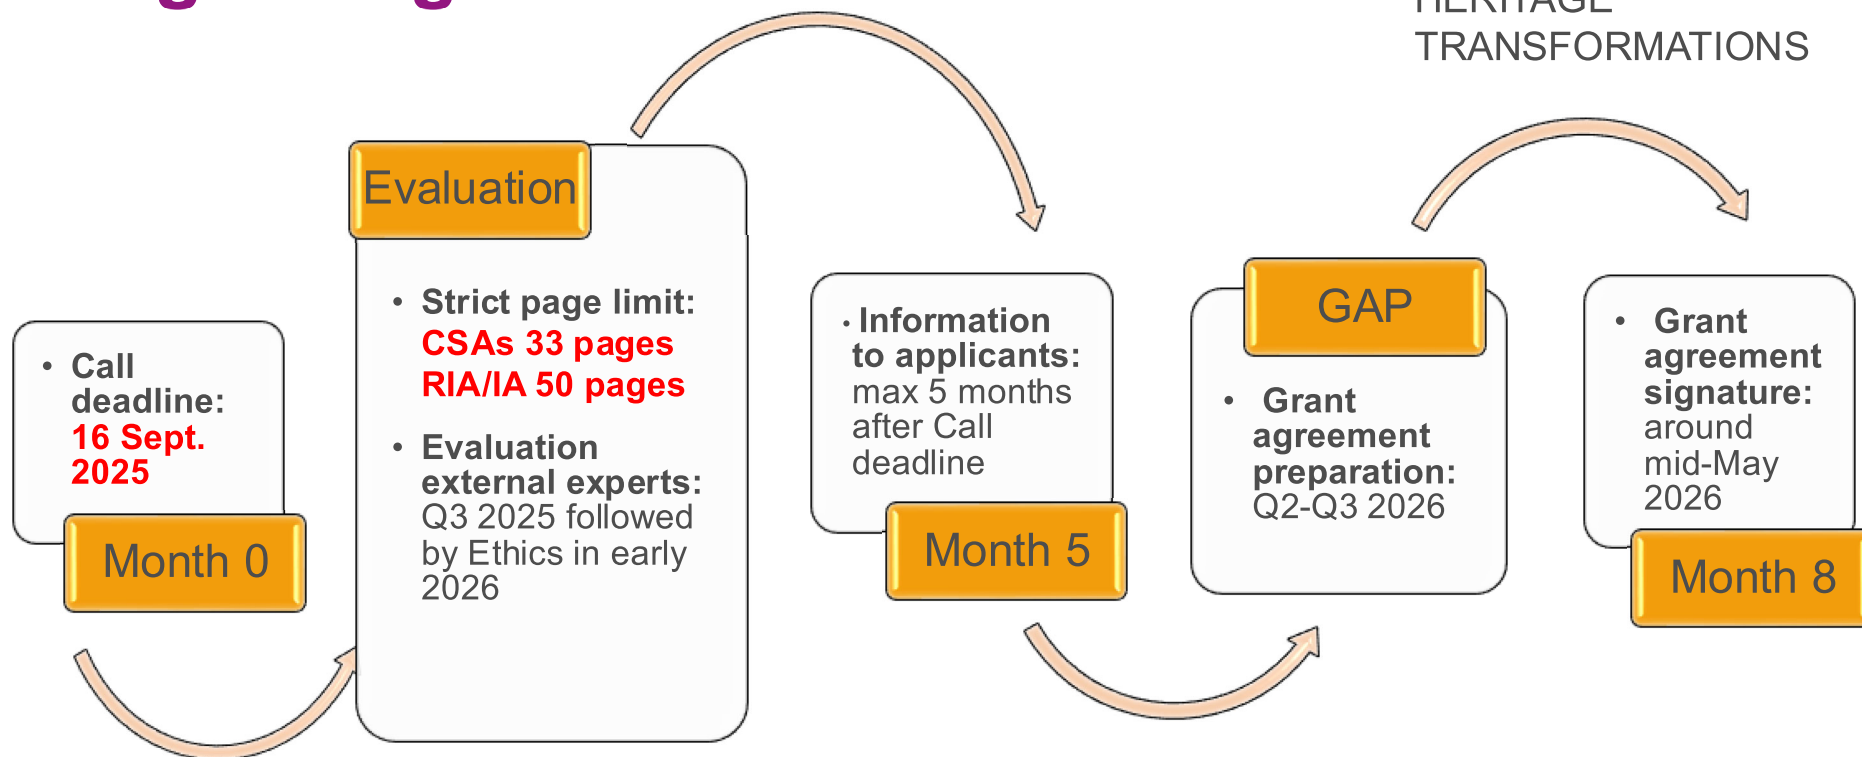 TRANSFORMATIONS
Evaluation
• Strict page limit:
CSAs 33 pages
RIA/IA 50 pages
• Evaluation
external experts:
Q3 2025 followed
by Ethics in early
2026
• Call
deadline:
16 Sept.
2025
Month 0
• Information
to applicants:
max 5 months
after Call
deadline
Month 5
GAP
• Grant
agreement
preparation:
Q2-Q3 2026
• Grant
agreement
signature:
around
mid-May
2026
Month 8